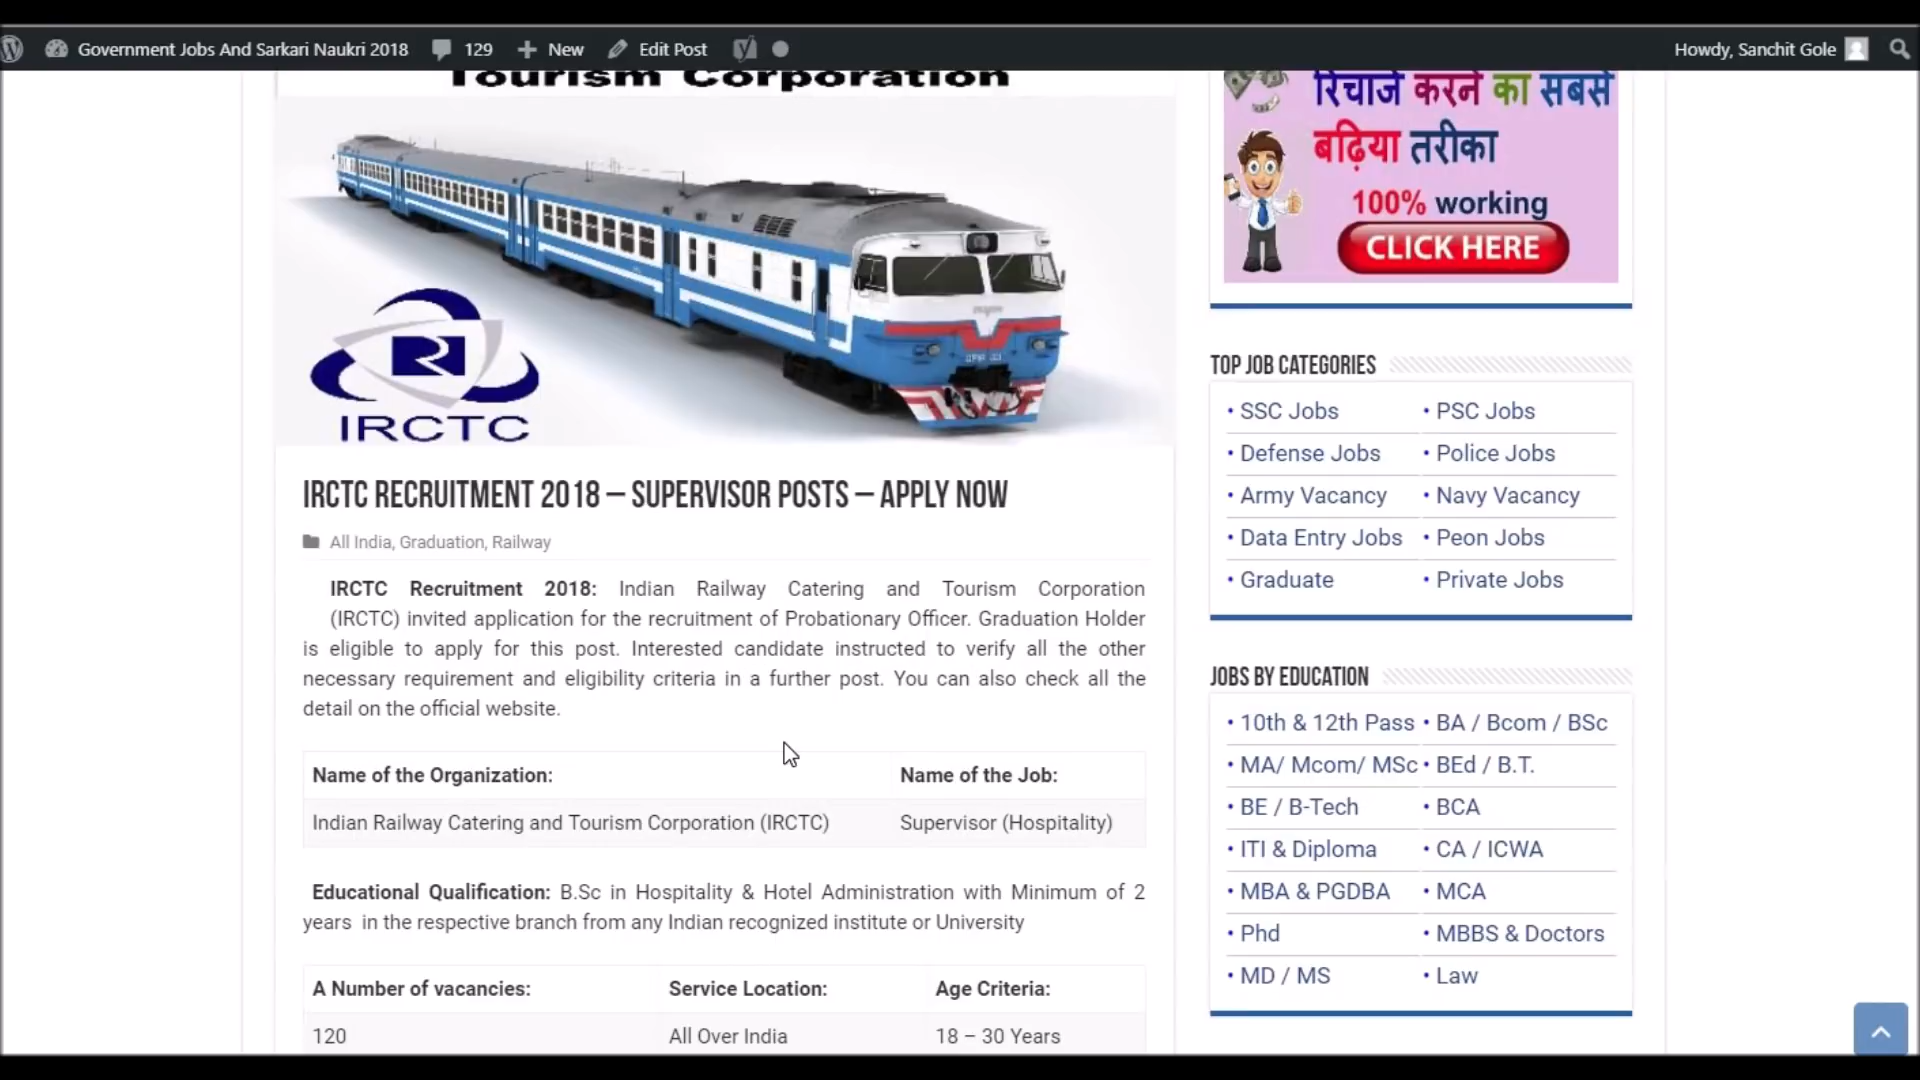 Government Jobs And Sarkari Naukri 2018 129 New Edit Post
Howdy, Sanchit Gole
Tourism Corporation
IRCTC
IRCTC RECRUITMENT 2018 – SUPERVISOR POSTS – APPLY NOW
All India, Graduation, Railway
IRCTC Recruitment 2018: Indian Railway Catering and Tourism Corporation
(IRCTC) invited application for the recruitment of Probationary Officer. Graduation Holder
is eligible to apply for this post. Interested candidate instructed to verify all the other
necessary requirement and eligibility criteria in a further post. You can also check all the
detail on the official website.
Name of the Organization: Name of the Job:
Indian Railway Catering and Tourism Corporation (IRCTC) Supervisor (Hospitality)
Educational Qualification: B.Sc in Hospitality & Hotel Administration with Minimum of 2
years in the respective branch from any Indian recognized institute or University
A Number of vacancies: Service Location: Age Criteria:
120 All Over India 18 – 30 Years
रिचार्ज करने का सबसे
बढ़िया तरीका
100% working
CLICK HERE
TOP JOB CATEGORIES
• SSC Jobs • PSC Jobs
• Defense Jobs • Police Jobs
• Army Vacancy • Navy Vacancy
• Data Entry Jobs • Peon Jobs
• Graduate • Private Jobs
JOBS BY EDUCATION
• 10th & 12th Pass • BA / Bcom / BSc
• MA/ Mcom/ MSc • BEd / B.T.
• BE / B-Tech • BCA
• ITI & Diploma • CA / ICWA
• MBA & PGDBA • MCA
• Phd • MBBS & Doctors
• MD / MS • Law